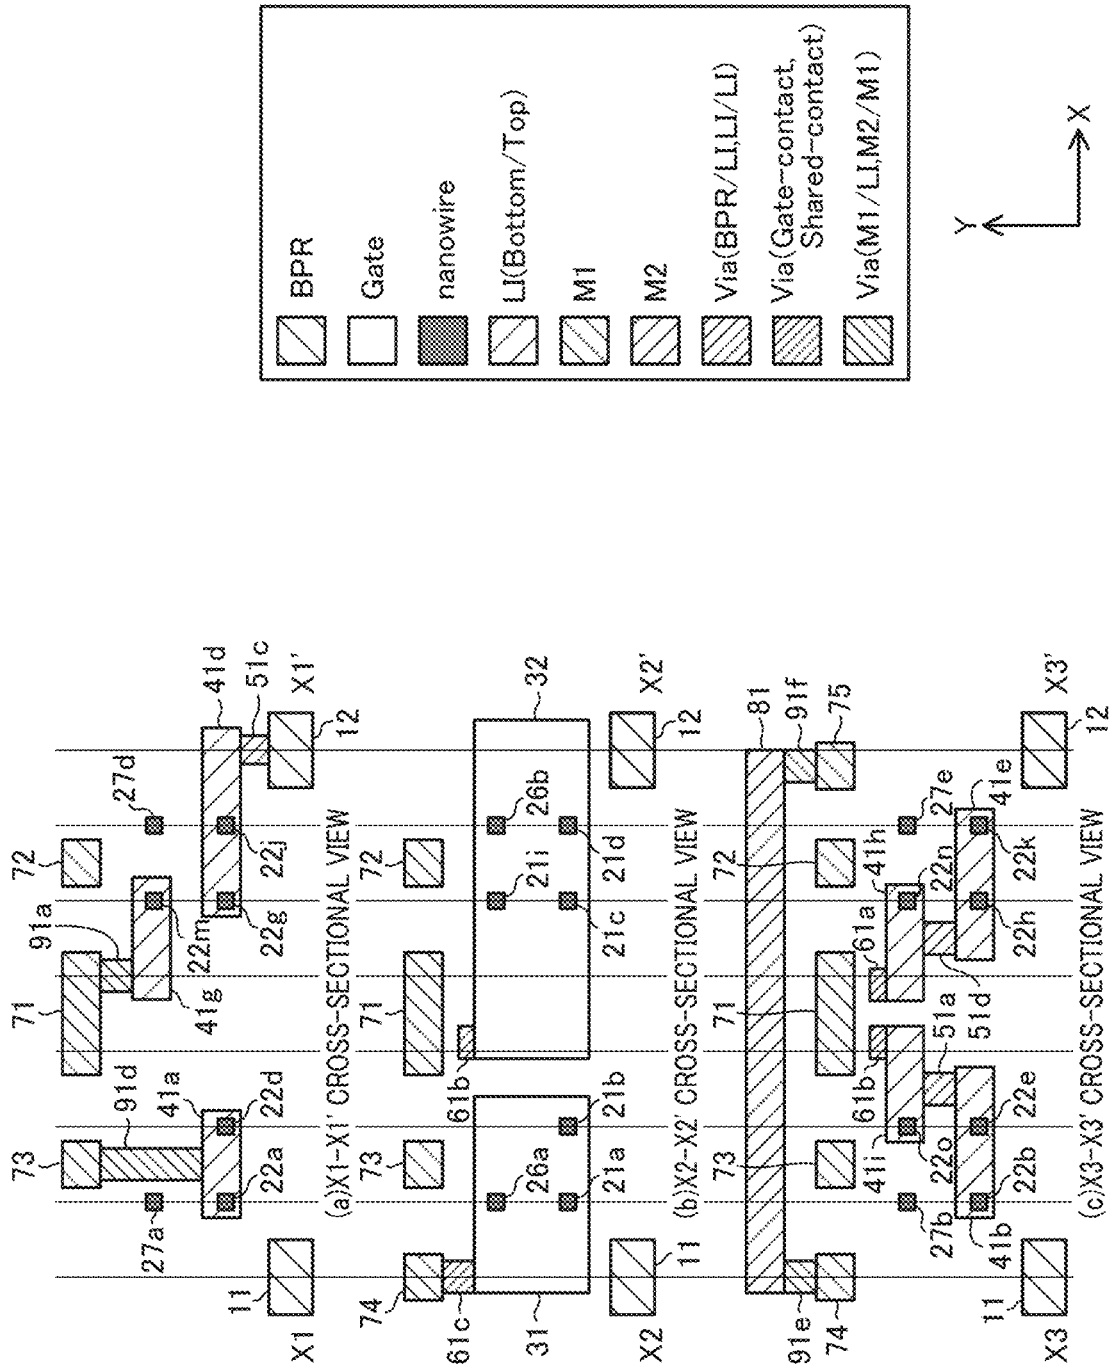 BPR
Gate
nanowire
LI(Bottom/Top)
M1
M2
Via(BPR/LI,LI/LI)
Via(Gate-contact,
Shared-contact)
Via(M1/LI,M2/M1)
Y
X
73
91d
71
91a
72
27d
41a
41d
51c
27a
22a
22d
41g
22m
22g
22j
11
12
X1
X1'
(a)X1-X1' CROSS-SECTIONAL VIEW
74
73
71
72
61c
61b
26a
21i
26b
32
31
21a
21b
21c
21d
11
12
X2
X2'
(b)X2-X2' CROSS-SECTIONAL VIEW
81
91e
91f
74
73
71
72
75
61b
61a
41h
41i
27b
22o
51a
51d
22n
27e
41e
41b
22b
22e
22h
22k
11
12
X3
X3'
(c)X3-X3' CROSS-SECTIONAL VIEW